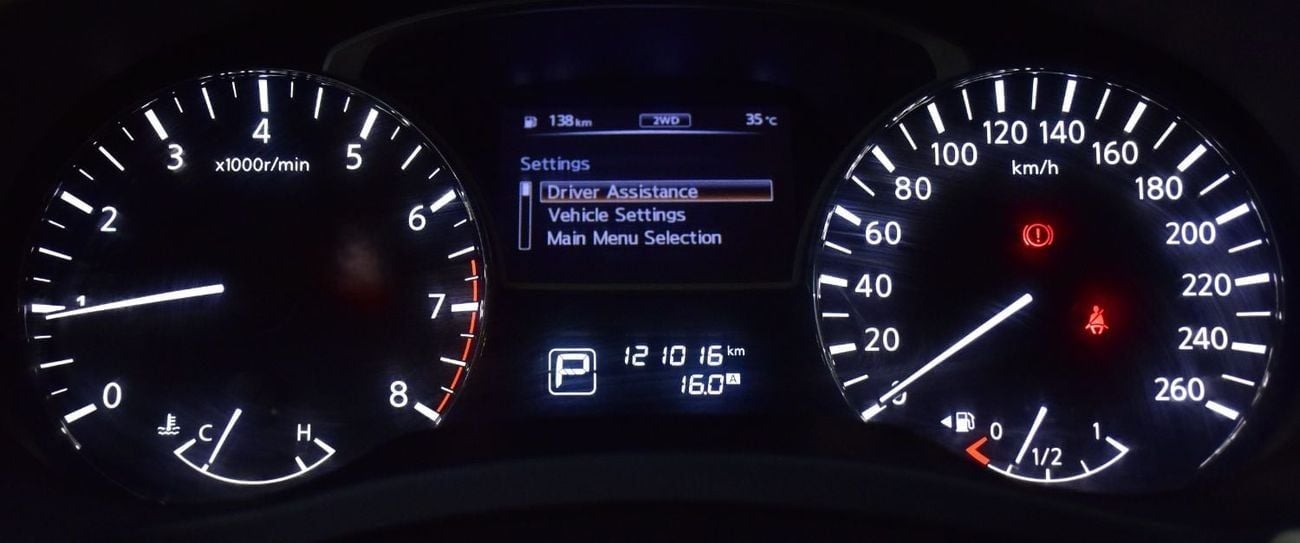 0
1
2
3
4
5
6
7
8
x1000r/min
C
H
138km
2WD
35°C
Settings
Driver Assistance
Vehicle Settings
Main Menu Selection
P
121016 km
16.0 A
0
20
40
60
80
100
120
140
160
180
200
220
240
260
km/h
0
1/2
1